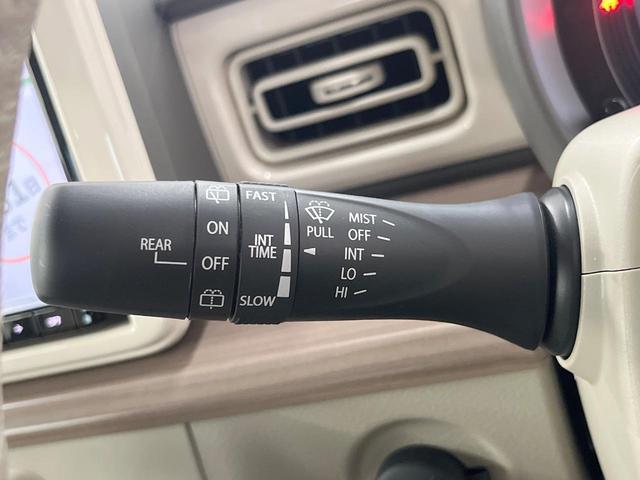 REAR
ON
OFF
FAST
INT
TIME
SLOW
PULL
MIST
OFF
INT
LO
HI